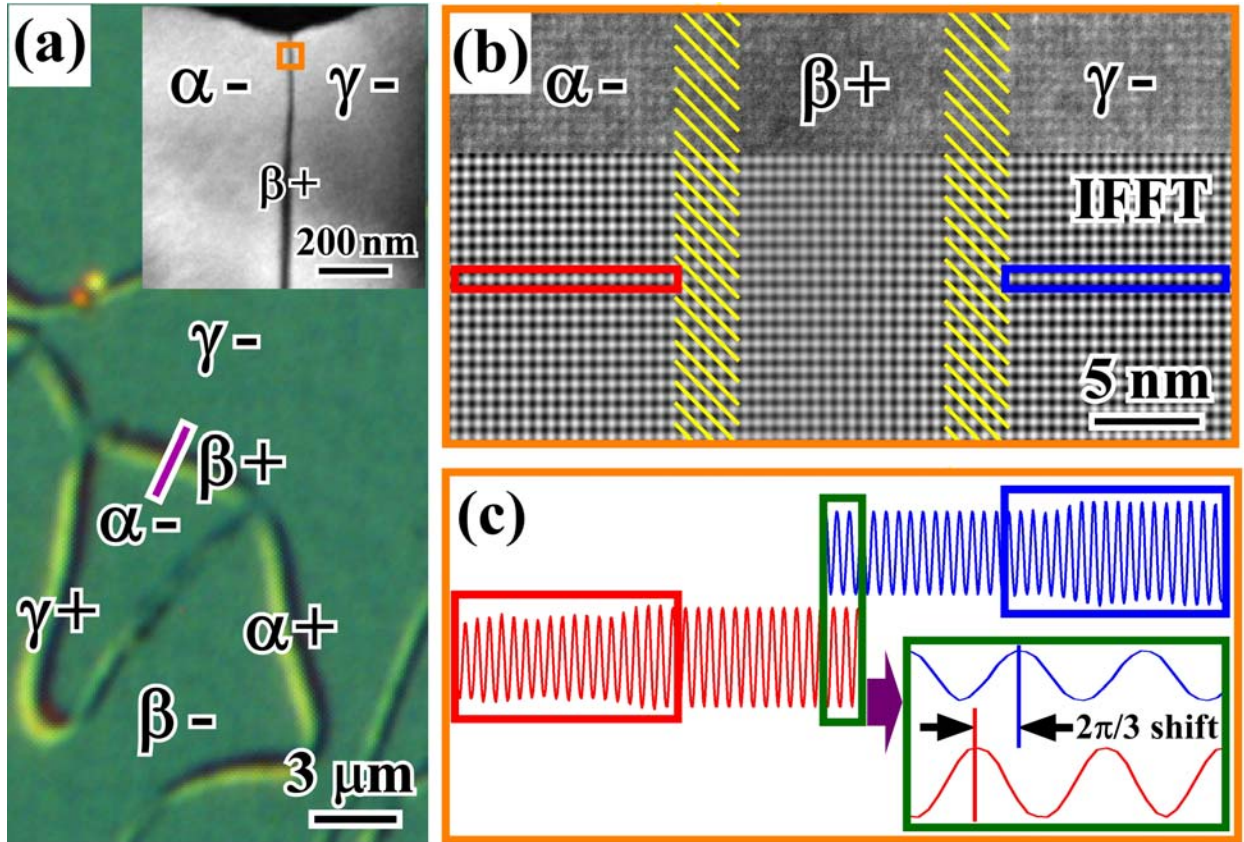 (a)
α -
γ -
β+
200 nm
γ -
β+
α -
γ+
α+
β -
3 μm
(b)
α -
β+
γ -
IFFT
5 nm
(c)
2π/3 shift